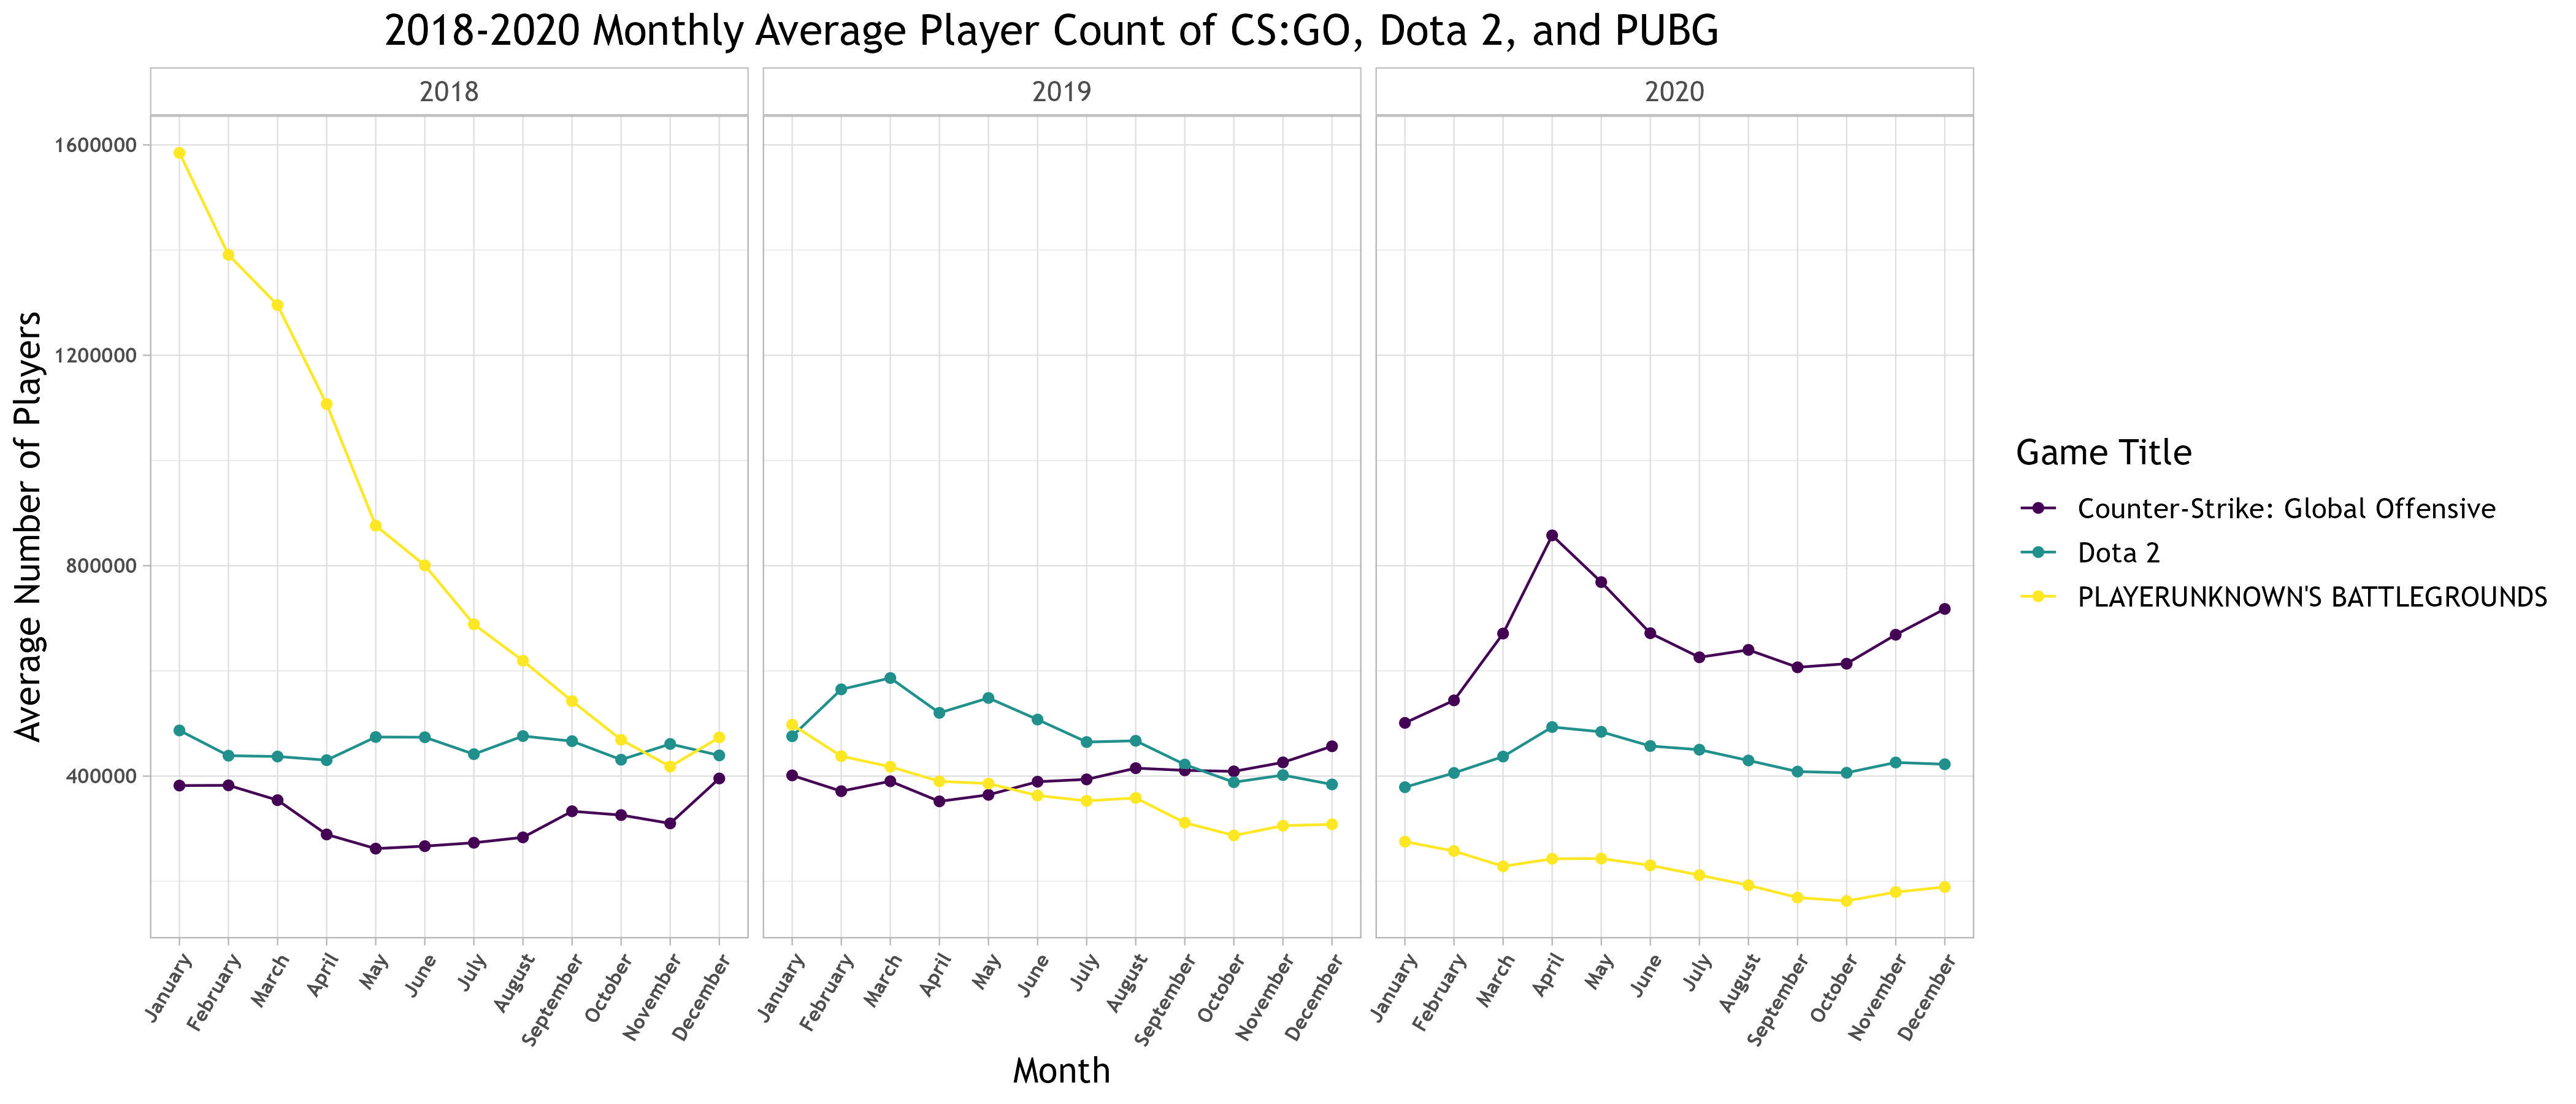 2018-2020 Monthly Average Player Count of CS:GO, Dota 2, and PUBG
2018
2019
2020
Average Number of Players
1600000
1200000
800000
400000
January
February
March
April
May
June
July
August
September
October
November
December
January
February
March
April
May
June
July
August
September
October
November
December
January
February
March
April
May
June
July
August
September
October
November
December
Month
Game Title
Counter-Strike: Global Offensive
Dota 2
PLAYERUNKNOWN'S BATTLEGROUNDS